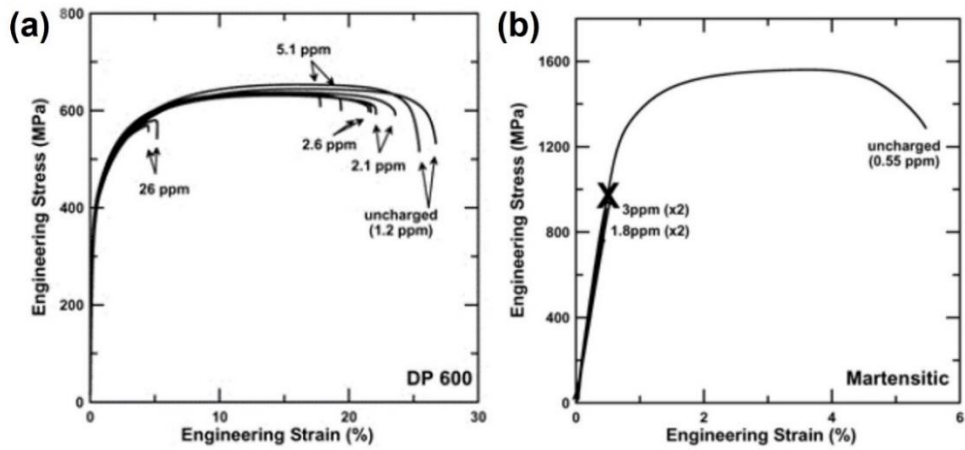 (a)
800
600
400
200
0
0
10
20
30
Engineering Stress (MPa)
Engineering Strain (%)
5.1 ppm
2.6 ppm
2.1 ppm
26 ppm
uncharged
(1.2 ppm)
DP 600
(b)
1600
1200
800
400
0
0
2
4
6
Engineering Stress (MPa)
Engineering Strain (%)
uncharged
(0.55 ppm)
X
3ppm (x2)
1.8ppm (x2)
Martensitic